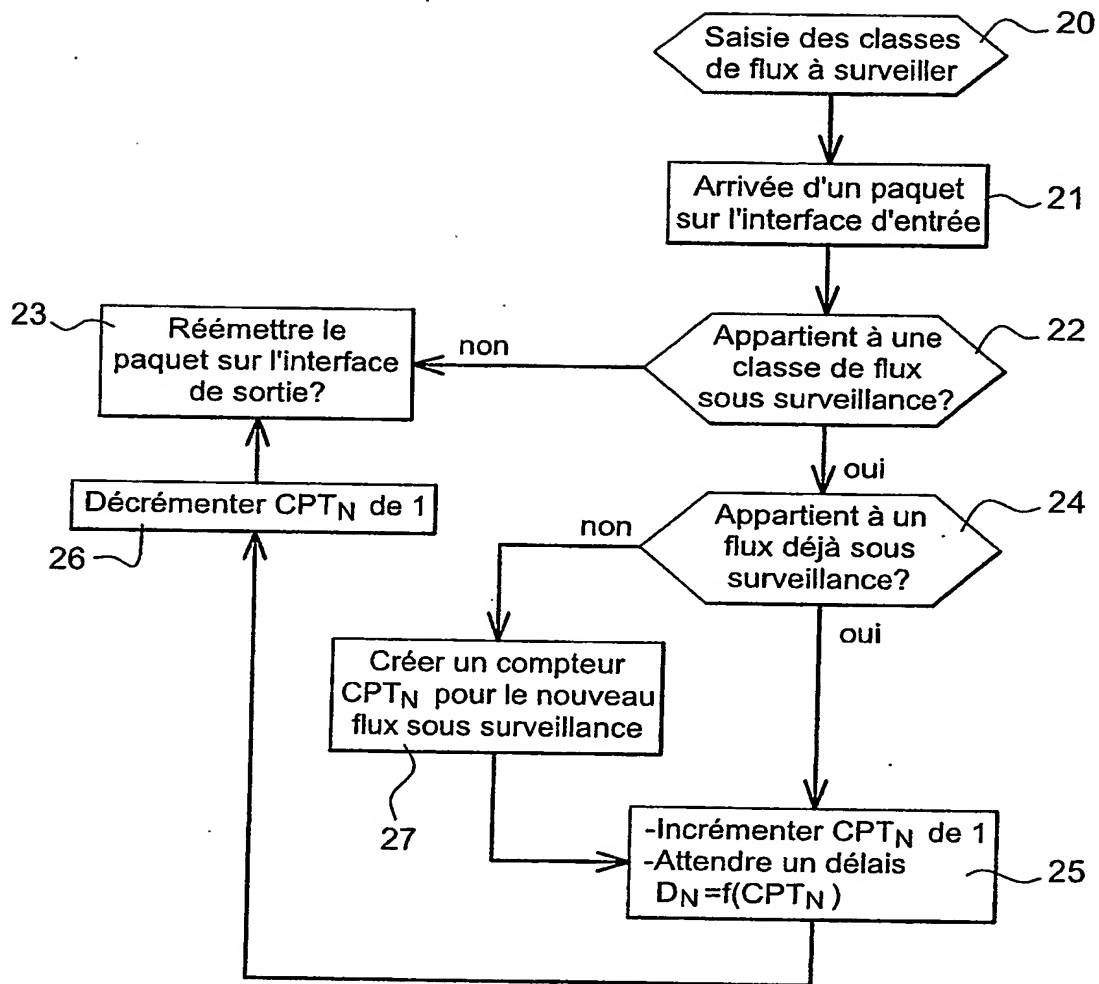 Saisie des classes
de flux à surveiller
20
Arrivée d'un paquet
sur l'interface d'entrée
21
23
Réémettre le
paquet sur l'interface
de sortie?
non
Appartient à une
classe de flux
sous surveillance?
22
oui
Décrémenter CPTN de 1
26
non
Appartient à un
flux déjà sous
surveillance?
24
oui
Créer un compteur
CPTN pour le nouveau
flux sous surveillance
27
-Incrémenter CPTN de 1
-Attendre un délais
DN=f(CPTN)
25